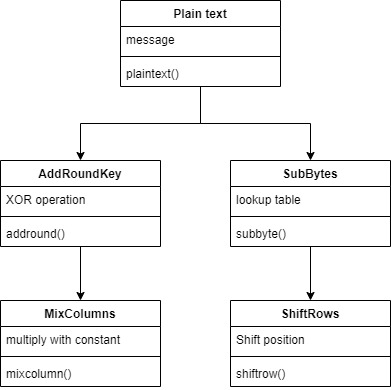 Plain text
message
plaintext()
AddRoundKey
XOR operation
addround()
SubBytes
lookup table
subbyte()
MixColumns
multiply with constant
mixcolumn()
ShiftRows
Shift position
shiftrow()